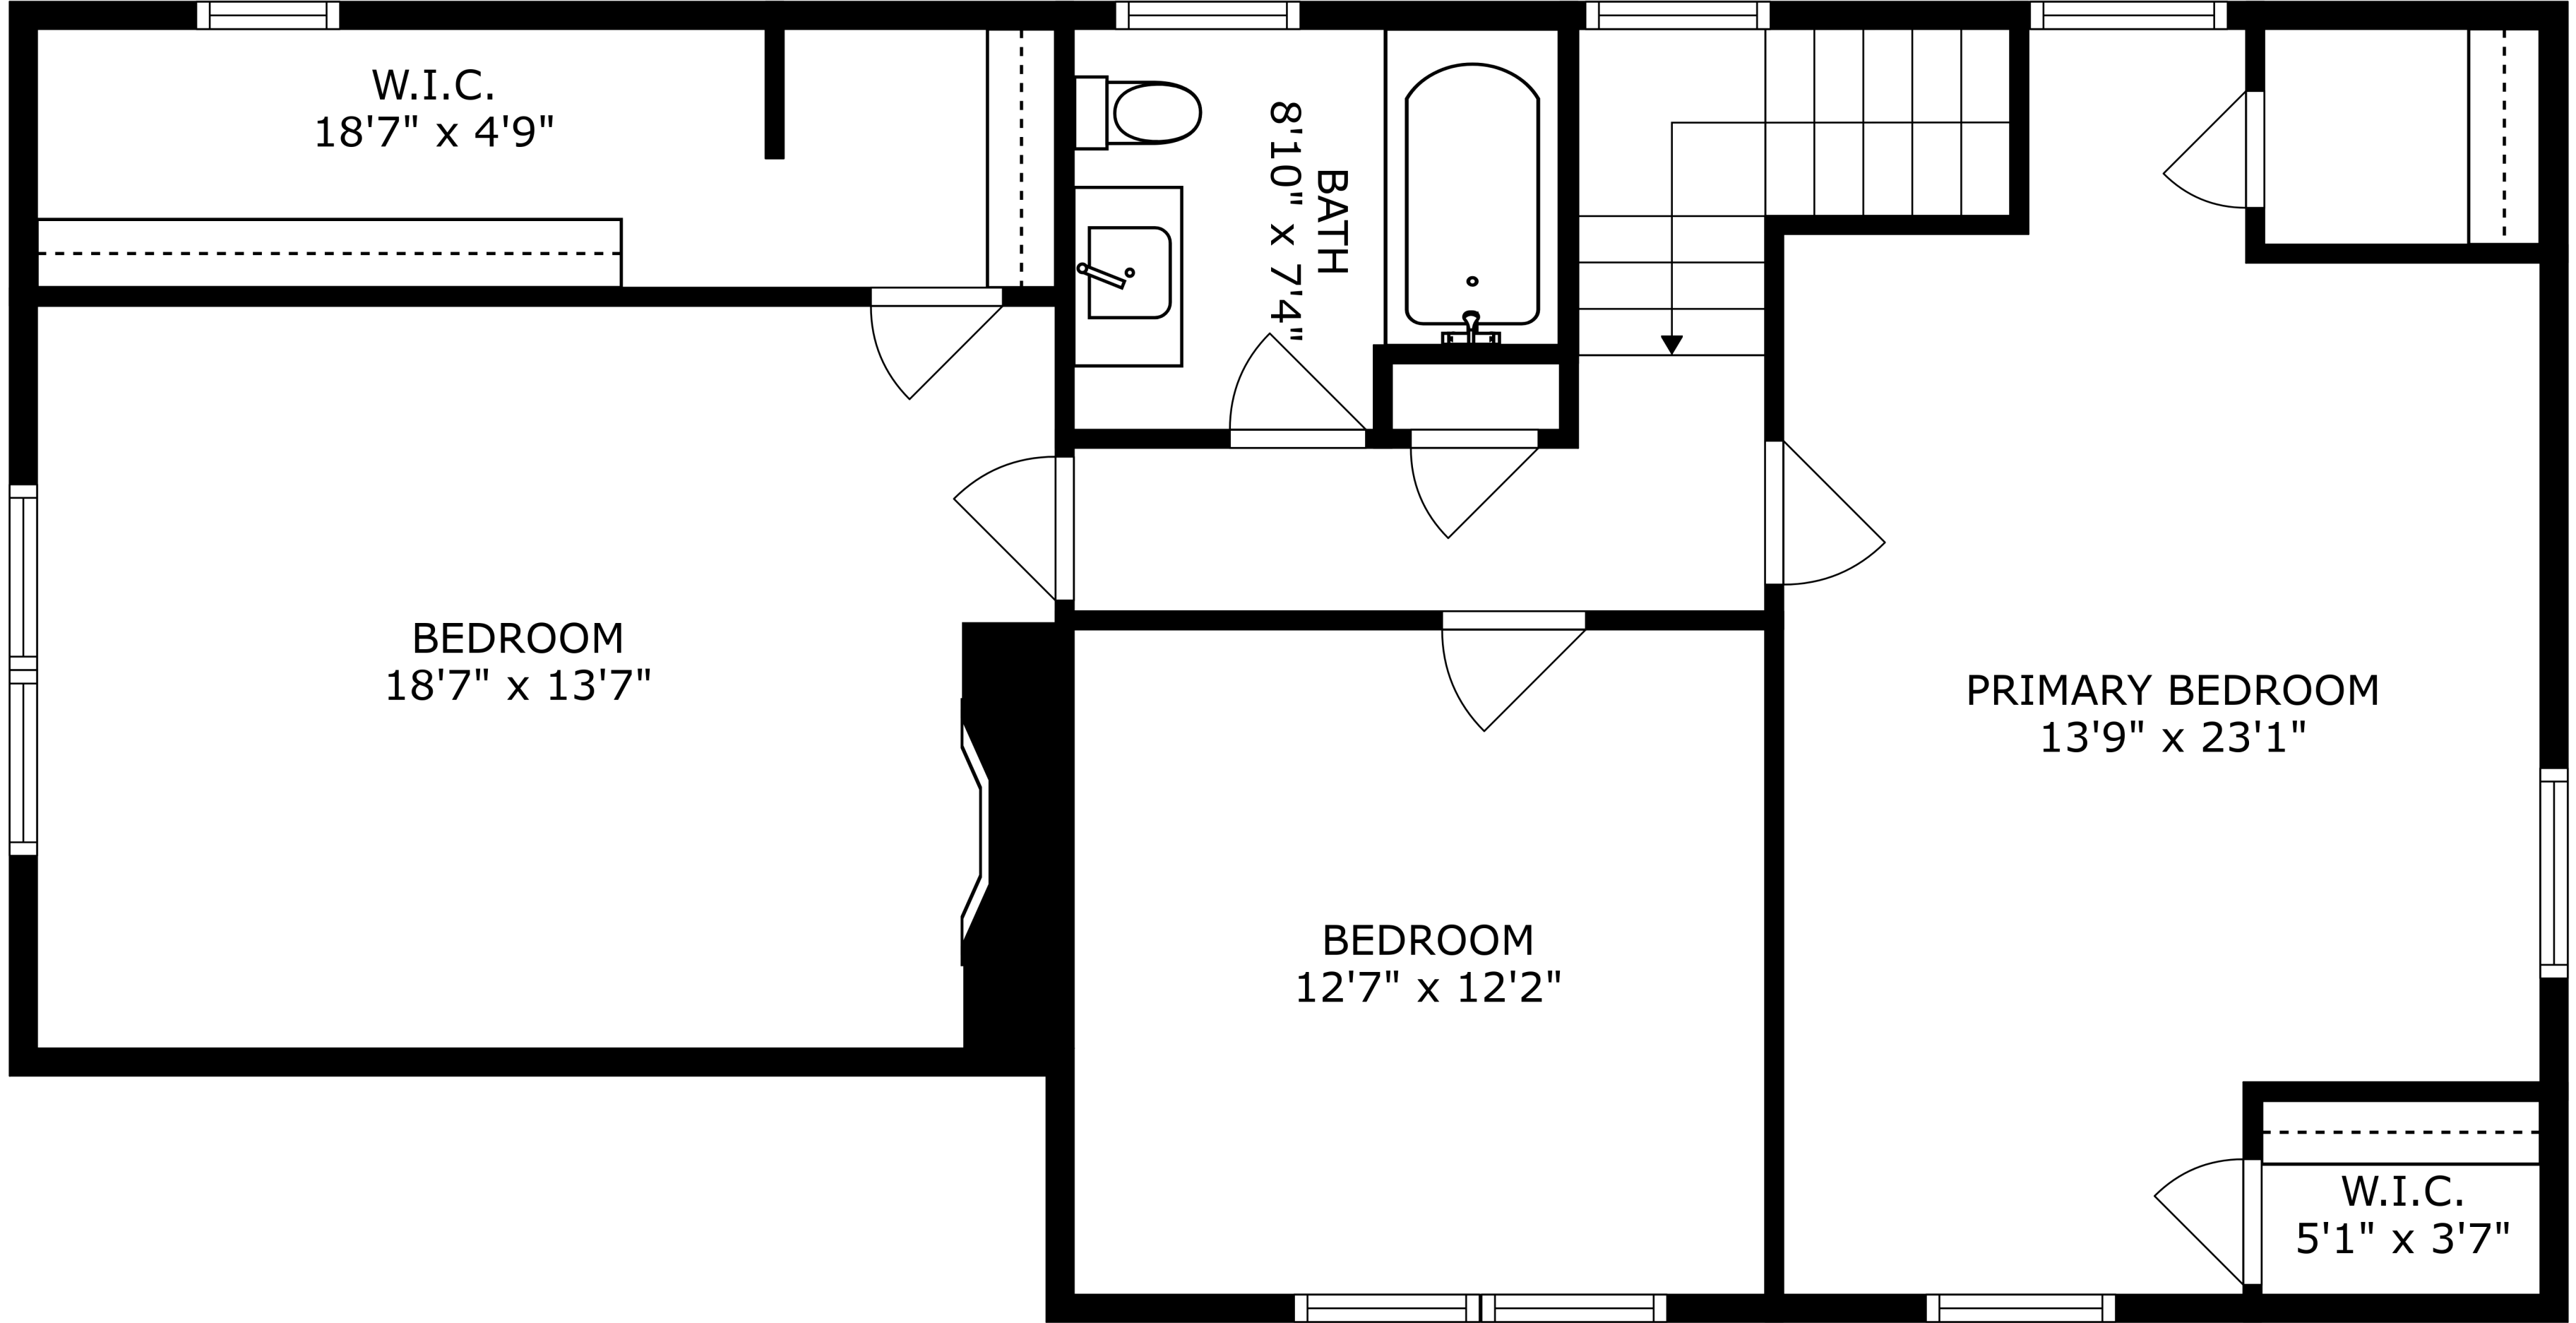 W.I.C.
18'7" x 4'9"
BATH
8'10" x 7'4"
BEDROOM
18'7" x 13'7"
PRIMARY BEDROOM
13'9" x 23'1"
BEDROOM
12'7" x 12'2"
W.I.C.
5'1" x 3'7"